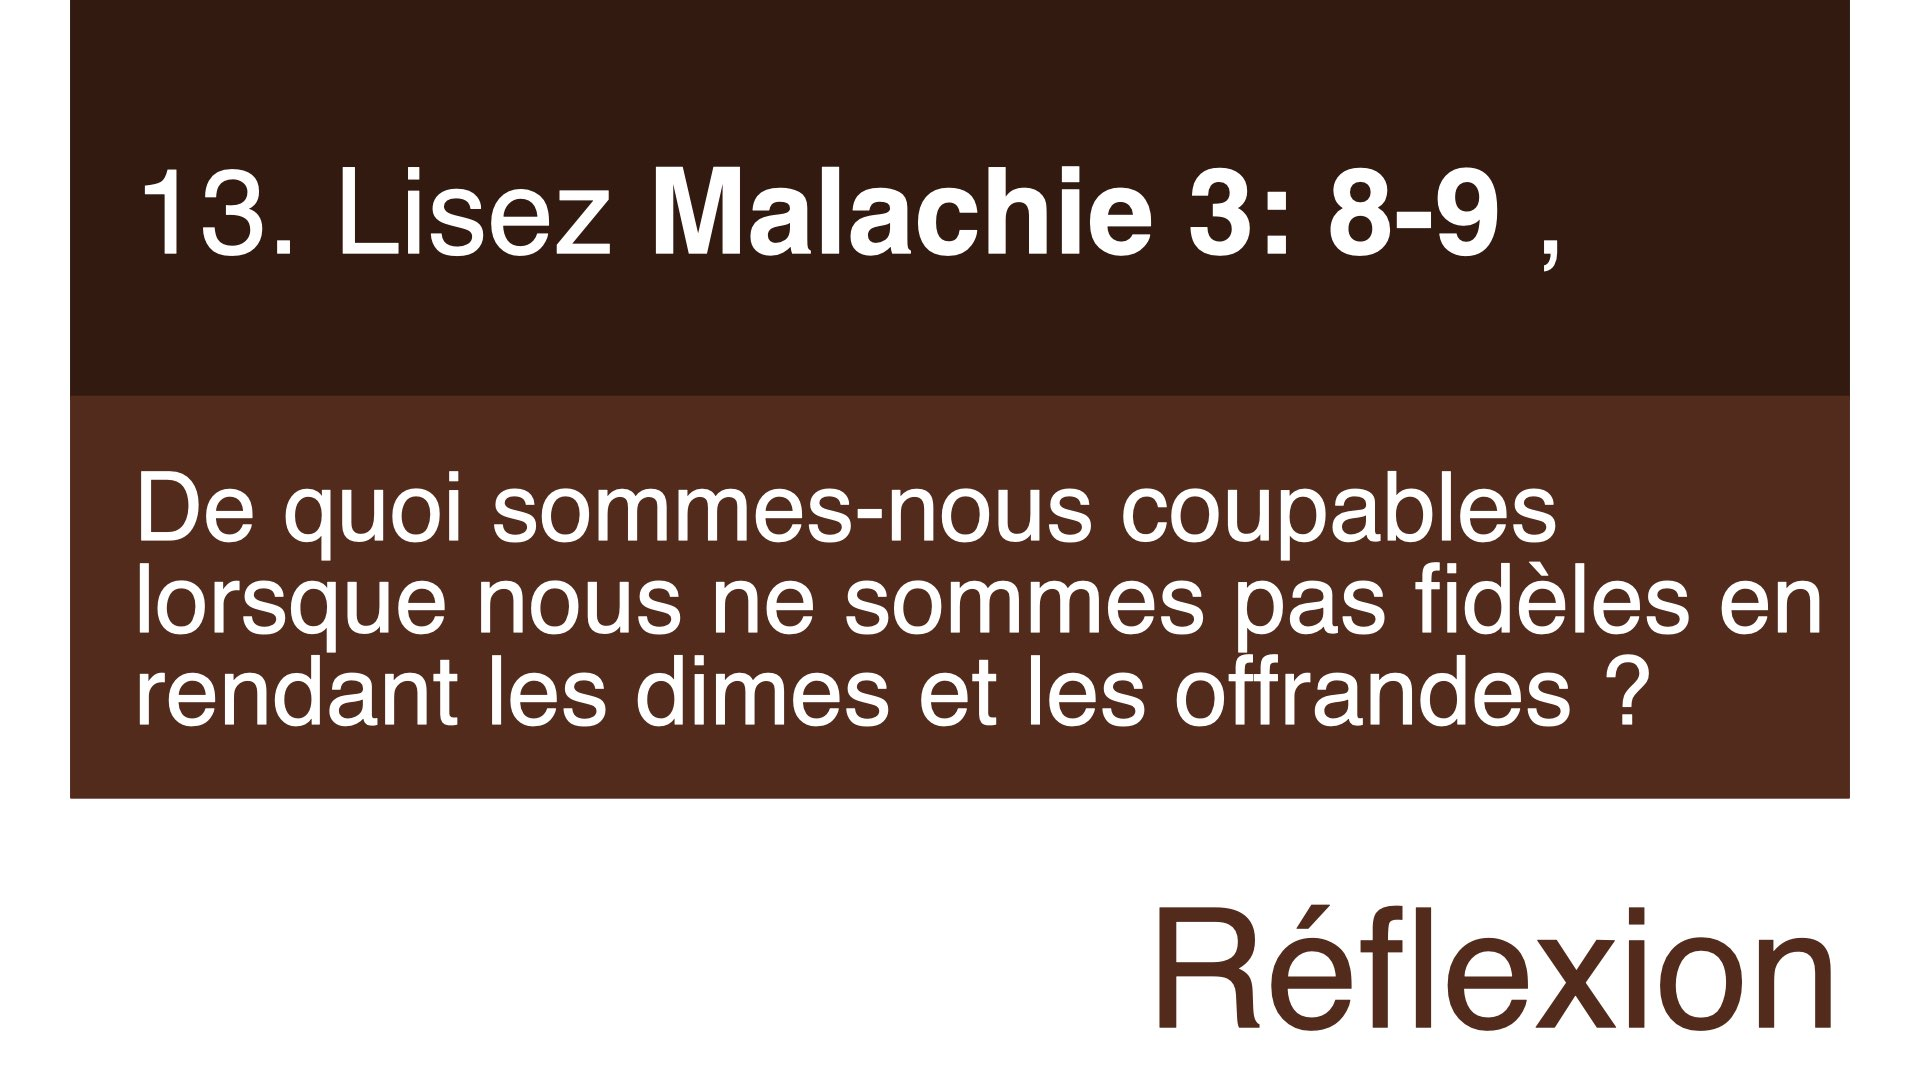 13. Lisez Malachie 3: 8-9 ,
De quoi sommes-nous coupables
lorsque nous ne sommes pas fidèles en
rendant les dimes et les offrandes ?
Réflexion